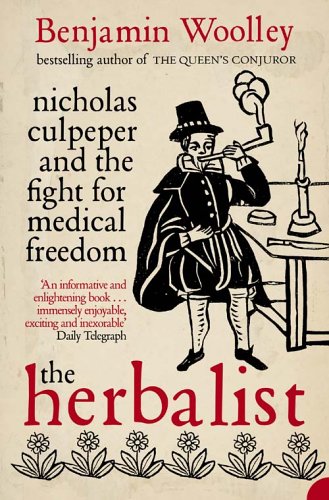 Benjamin Woolley
bestselling author of THE QUEEN'S CONJUROR
nicholas
culpeper
and the
fight for
medical
freedom
'An informative and
enlightening book . . .
immensely enjoyable,
exciting and inexorable'
Daily Telegraph
the
herbalist